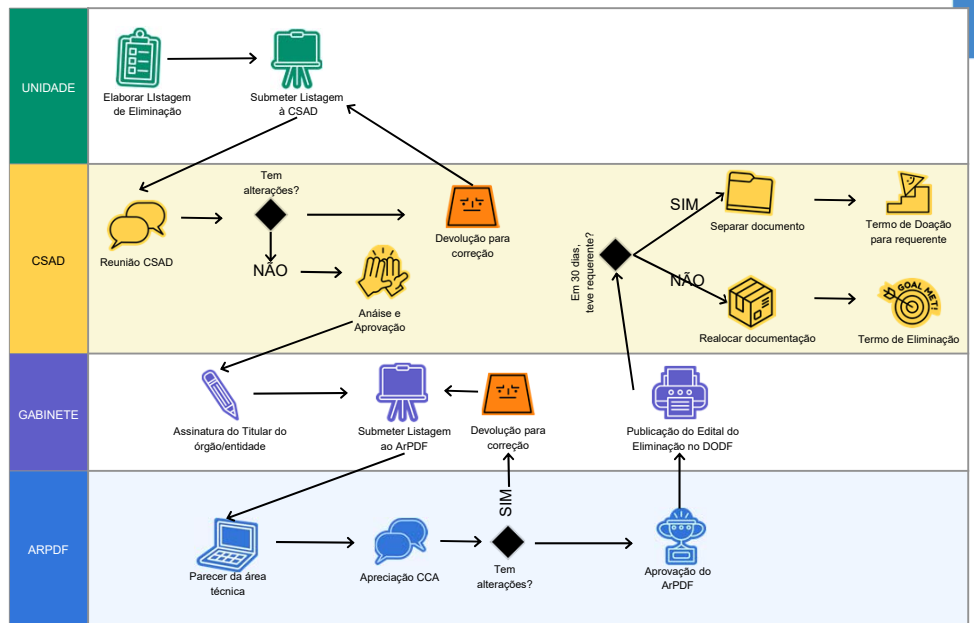 UNIDADE
Elaborar LIstagem
de Eliminação
Submeter Listagem
à CSAD
CSAD
Reunião CSAD
Tem
alterações?
NÃO
Devolução para
correção
Anáise e
Aprovação
Em 30 dias,
teve requerente?
SIM
Separar documento
Termo de Doação
para requerente
NÃO
Realocar documentação
GOAL MET!
Termo de Eliminação
GABINETE
Assinatura do Titular do
órgão/entidade
Submeter Listagem
ao ArPDF
Devolução para
correção
Publicação do Edital do
Eliminação no DODF
ARPDF
Parecer da área
técnica
Apreciação CCA
SIM
Tem
alterações?
Aprovação do
ArPDF